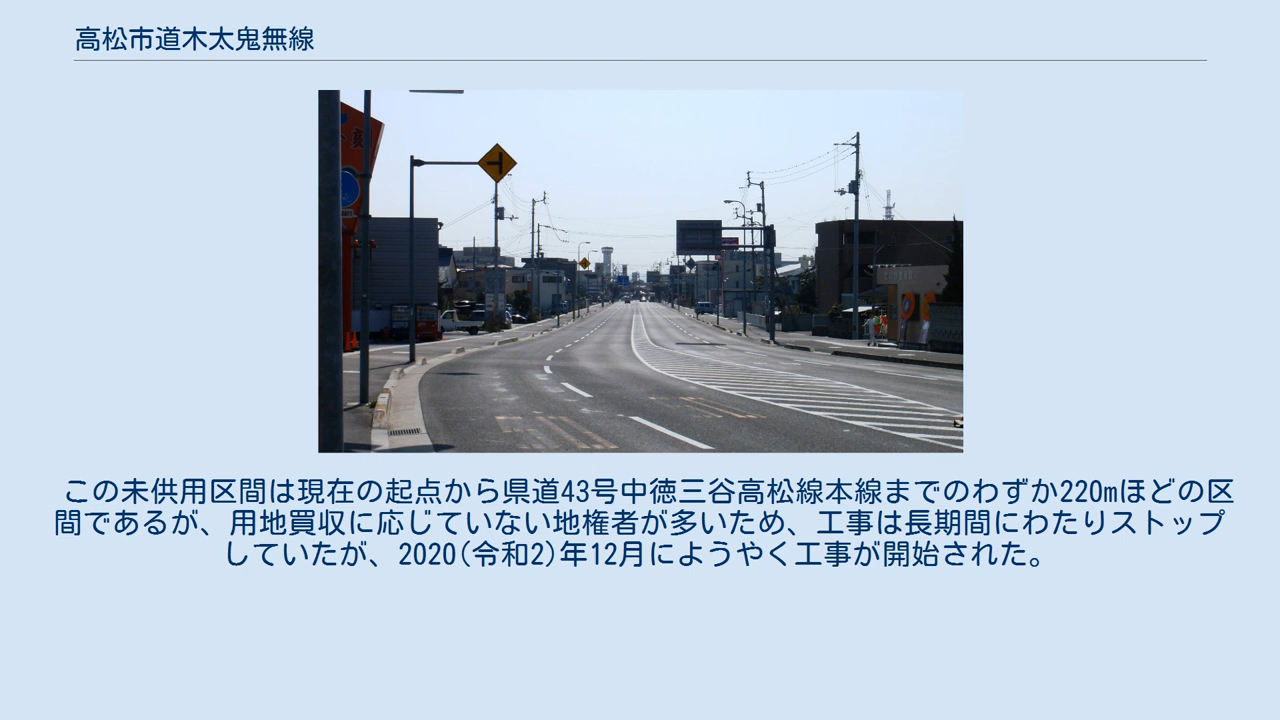 高松市道木太鬼無線
この未供用区間は現在の起点から県道43号中徳三谷高松線本線までのわずか220mほどの区
間であるが、用地買収に応じていない地権者が多いため、工事は長期間にわたりストップ
していたが、2020(令和2)年12月にようやく工事が開始された。